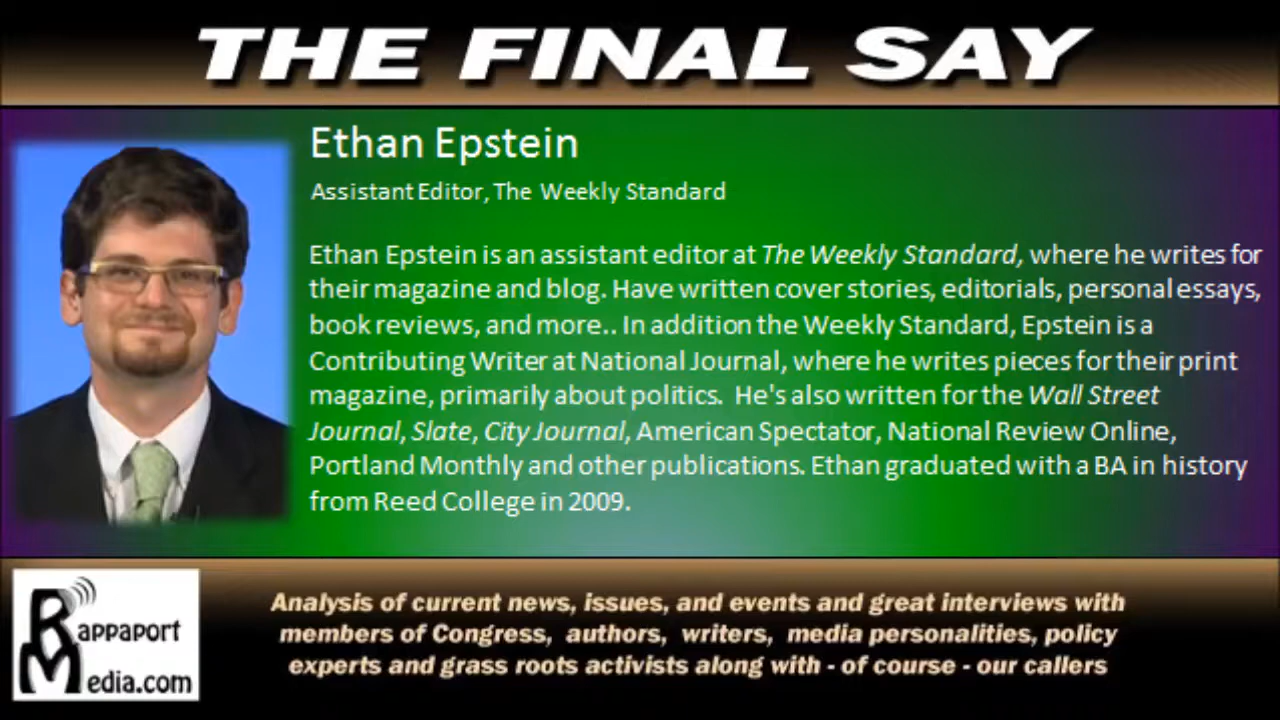 THE FINAL SAY
Ethan Epstein
Assistant Editor, The Weekly Standard
Ethan Epstein is an assistant editor at The Weekly Standard, where he writes for
their magazine and blog. Have written cover stories, editorials, personal essays,
book reviews, and more.. In addition the Weekly Standard, Epstein is a
Contributing Writer at National Journal, where he writes pieces for their print
magazine, primarily about politics. He's also written for the Wall Street
Journal, Slate, City Journal, American Spectator, National Review Online,
Portland Monthly and other publications. Ethan graduated with a BA in history
from Reed College in 2009.
Rappaport
Media.com
Analysis of current news, issues, and events and great interviews with
members of Congress, authors, writers, media personalities, policy
experts and grass roots activists along with - of course - our callers